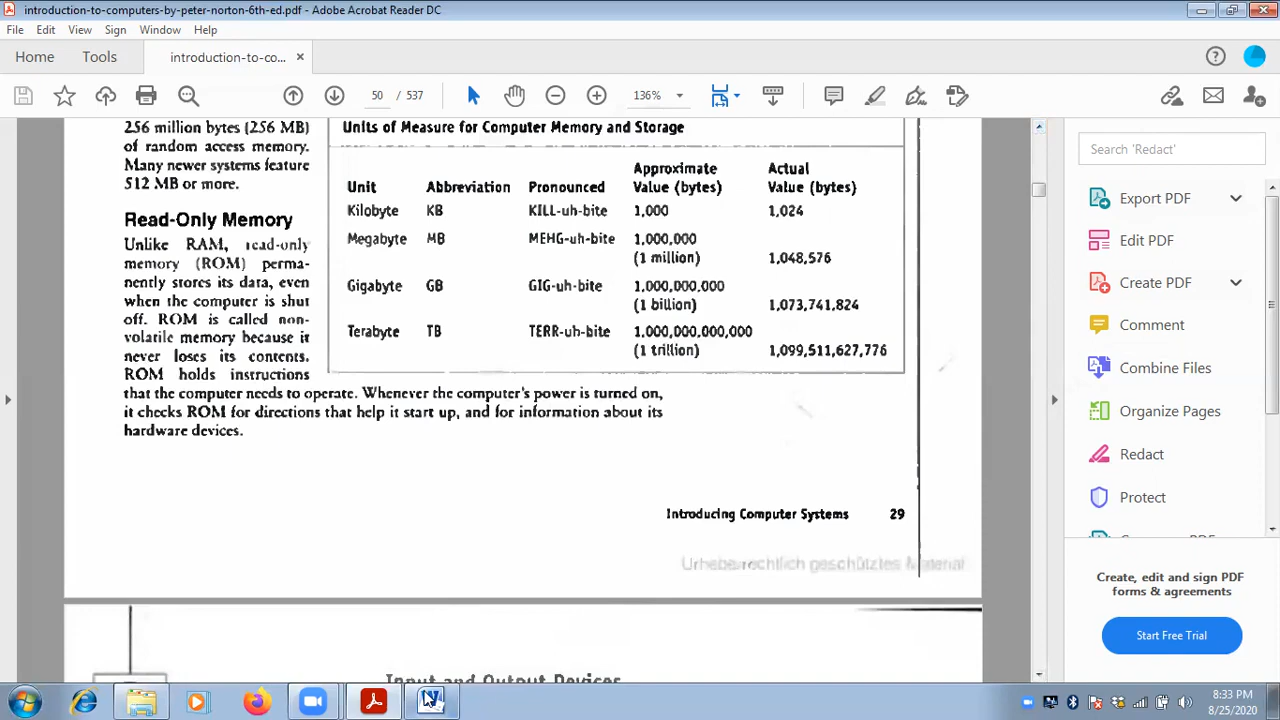 introduction-to-computers-by-peter-norton-6th-ed.pdf - Adobe Acrobat Reader DC
File Edit View Sign Window Help
Home Tools introduction-to-co... ×
50 / 537 136%
256 million bytes (256 MB)
of random access memory.
Many newer systems feature
512 MB or more.
Read-Only Memory
Unlike RAM, read-only
memory (ROM) perma-
nently stores its data, even
when the computer is shut
off. ROM is called non-
volatile memory because it
never loses its contents.
ROM holds instructions
that the computer needs to operate. Whenever the computer's power is turned on,
it checks ROM for directions that help it start up, and for information about its
hardware devices.
Units of Measure for Computer Memory and Storage
Approximate Actual
Unit Abbreviation Pronounced Value (bytes) Value (bytes)
Kilobyte KB KILL-uh-bite 1,000 1,024
Megabyte MB MEHG-uh-bite 1,000,000
(1 million) 1,048,576
Gigabyte GB GIG-uh-bite 1,000,000,000
(1 billion) 1,073,741,824
Terabyte TB TERR-uh-bite 1,000,000,000,000
(1 trillion) 1,099,511,627,776
Introducing Computer Systems 29
Urheberrechtlich geschütztes Material
Input and Output Devices
Search 'Redact'
Export PDF
Edit PDF
Create PDF
Comment
Combine Files
Organize Pages
Redact
Protect
Create, edit and sign PDF
forms & agreements
Start Free Trial
8:33 PM
8/25/2020